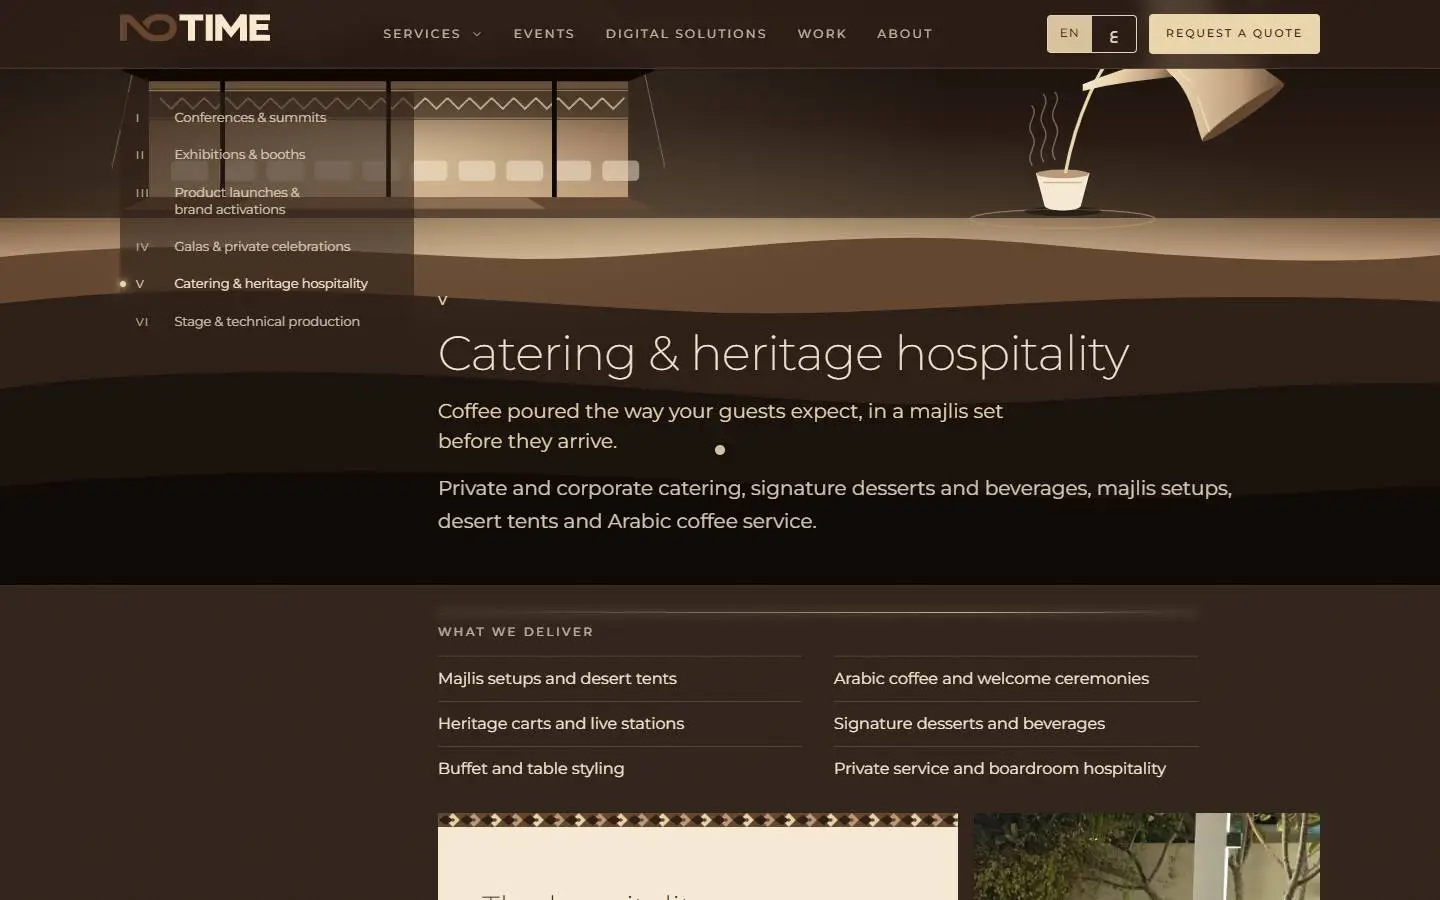 NOTIME
SERVICES
EVENTS
DIGITAL SOLUTIONS
WORK
ABOUT
EN
ع
REQUEST A QUOTE
I Conferences & summits
II Exhibitions & booths
III Product launches &
brand activations
IV Galas & private celebrations
V Catering & heritage hospitality
VI Stage & technical production
V
Catering & heritage hospitality
Coffee poured the way your guests expect, in a majlis set
before they arrive.
Private and corporate catering, signature desserts and beverages, majlis setups,
desert tents and Arabic coffee service.
WHAT WE DELIVER
Majlis setups and desert tents
Arabic coffee and welcome ceremonies
Heritage carts and live stations
Signature desserts and beverages
Buffet and table styling
Private service and boardroom hospitality